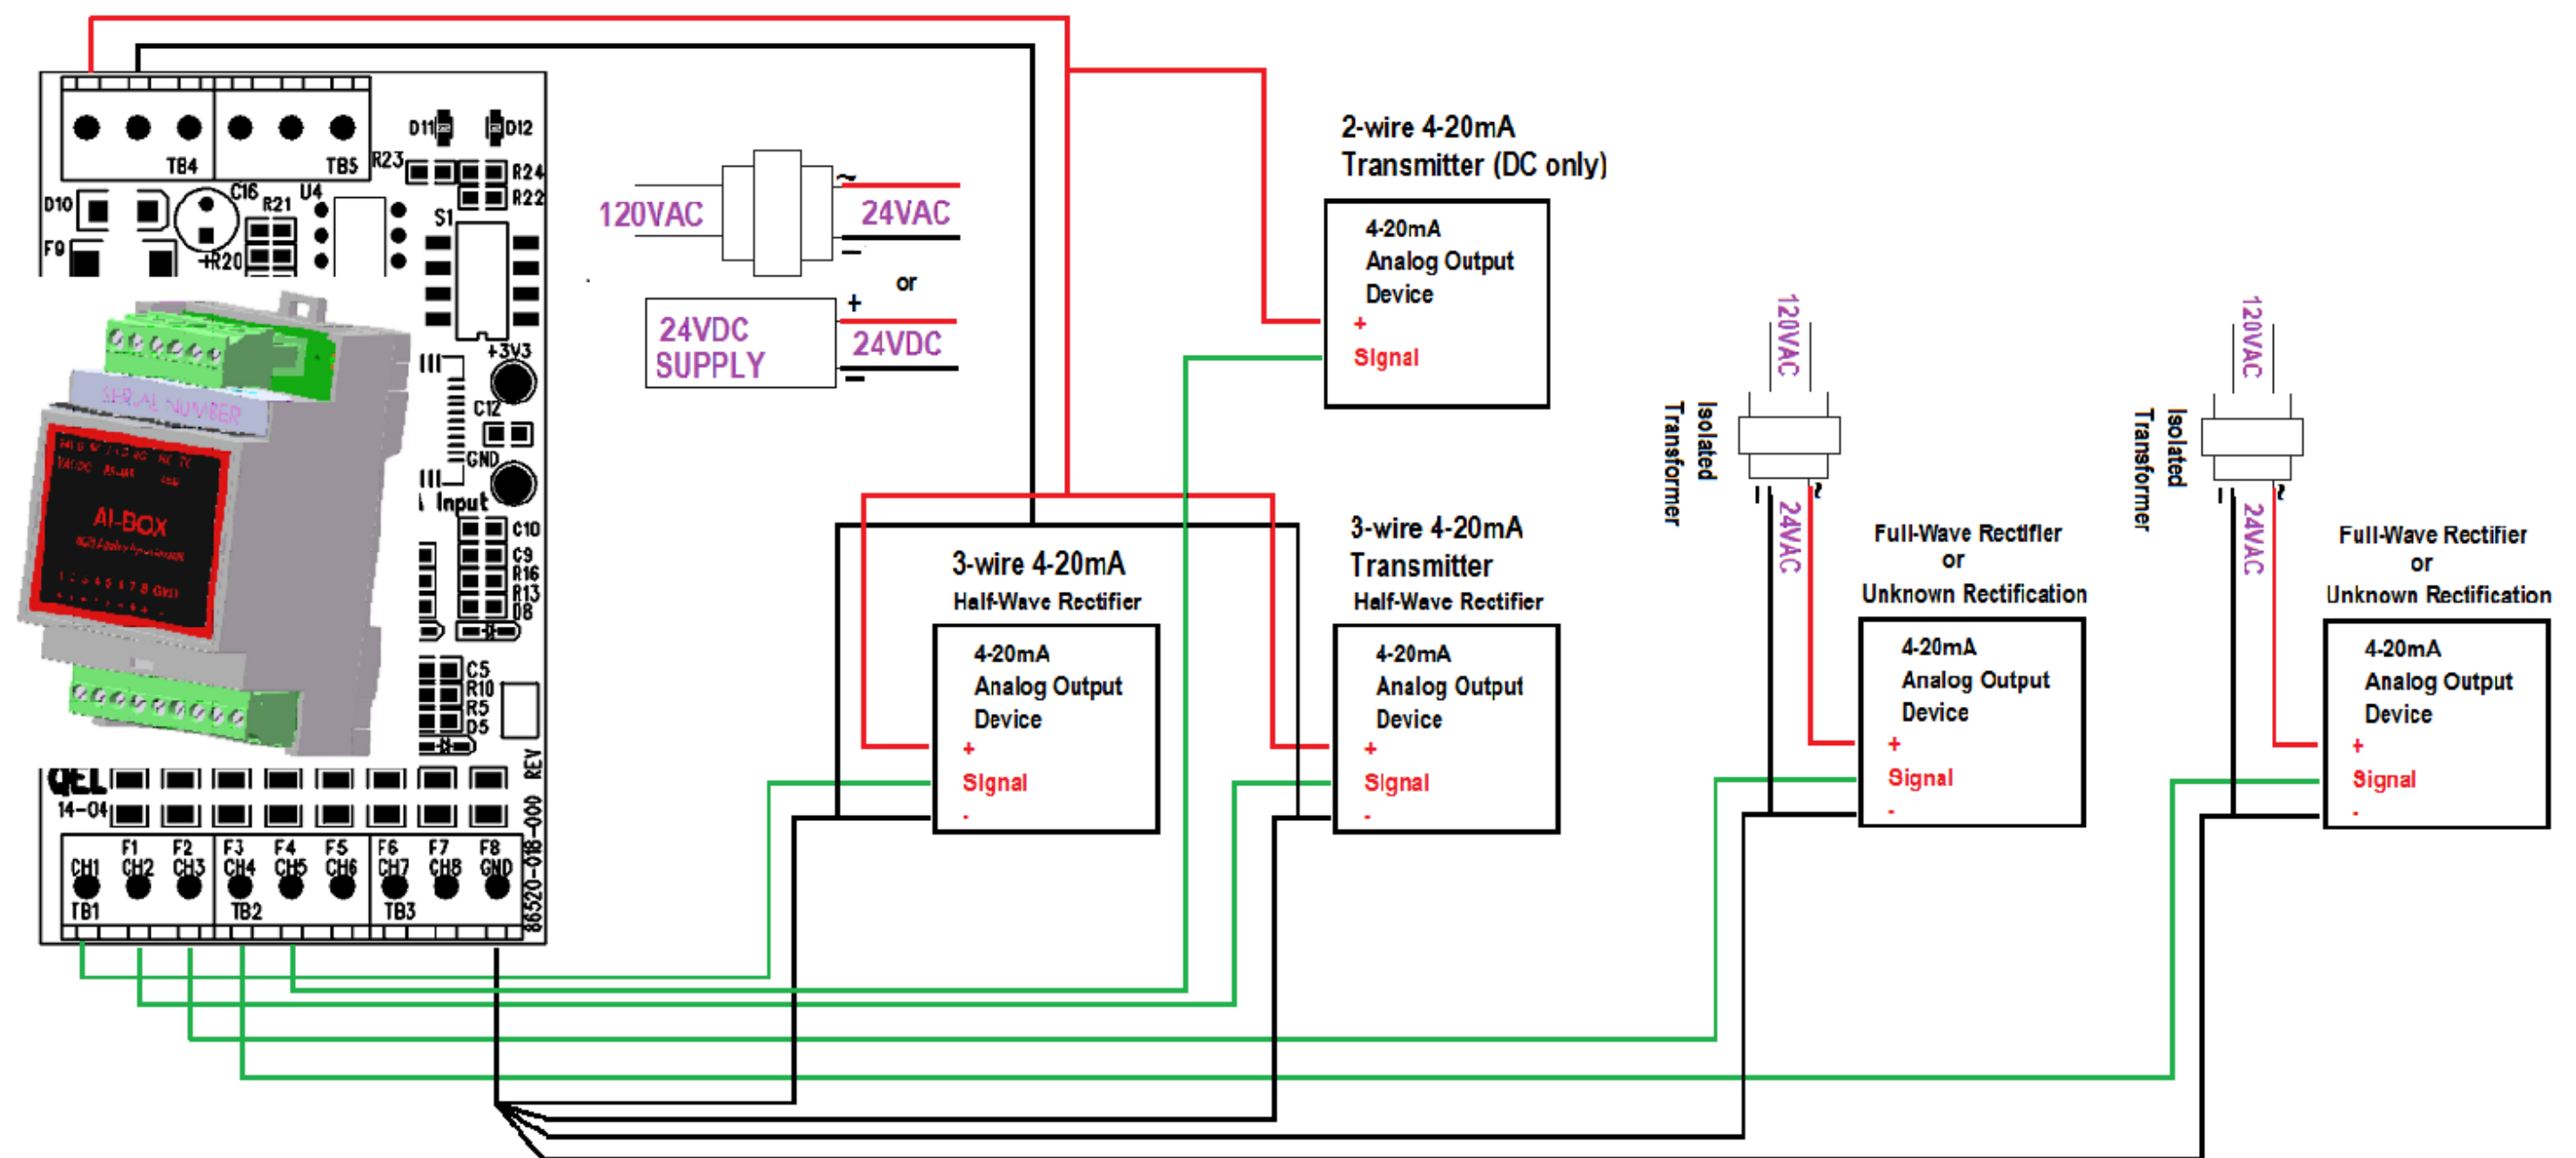 D11
D12
TB4
TB5
R23
R24
R22
D10
C16
R21
U4
S1
F9
+R20
120VAC
~
24VAC
–
or
24VDC
SUPPLY
+
24VDC
–
2-wire 4-20mA
Transmitter (DC only)
4-20mA
Analog Output
Device
+
Signal
+3V3
C12
GND
Input
SERIAL NUMBER
AI-BOX
C10
C9
R16
R13
D8
C5
R10
R5
D5
QEL
14-04
86520-018-000 REV
F1 F2 F3 F4 F5 F6 F7 F8
CH1 CH2 CH3 CH4 CH5 CH6 CH7 CH8 GND
TB1 TB2 TB3
3-wire 4-20mA
Half-Wave Rectifier
4-20mA
Analog Output
Device
+
Signal
-
3-wire 4-20mA
Transmitter
Half-Wave Rectifier
4-20mA
Analog Output
Device
+
Signal
-
120VAC
Isolated
Transformer
– ~
24VAC
Full-Wave Rectifier
or
Unknown Rectification
4-20mA
Analog Output
Device
+
Signal
-
120VAC
Isolated
Transformer
– ~
24VAC
Full-Wave Rectifier
or
Unknown Rectification
4-20mA
Analog Output
Device
+
Signal
-